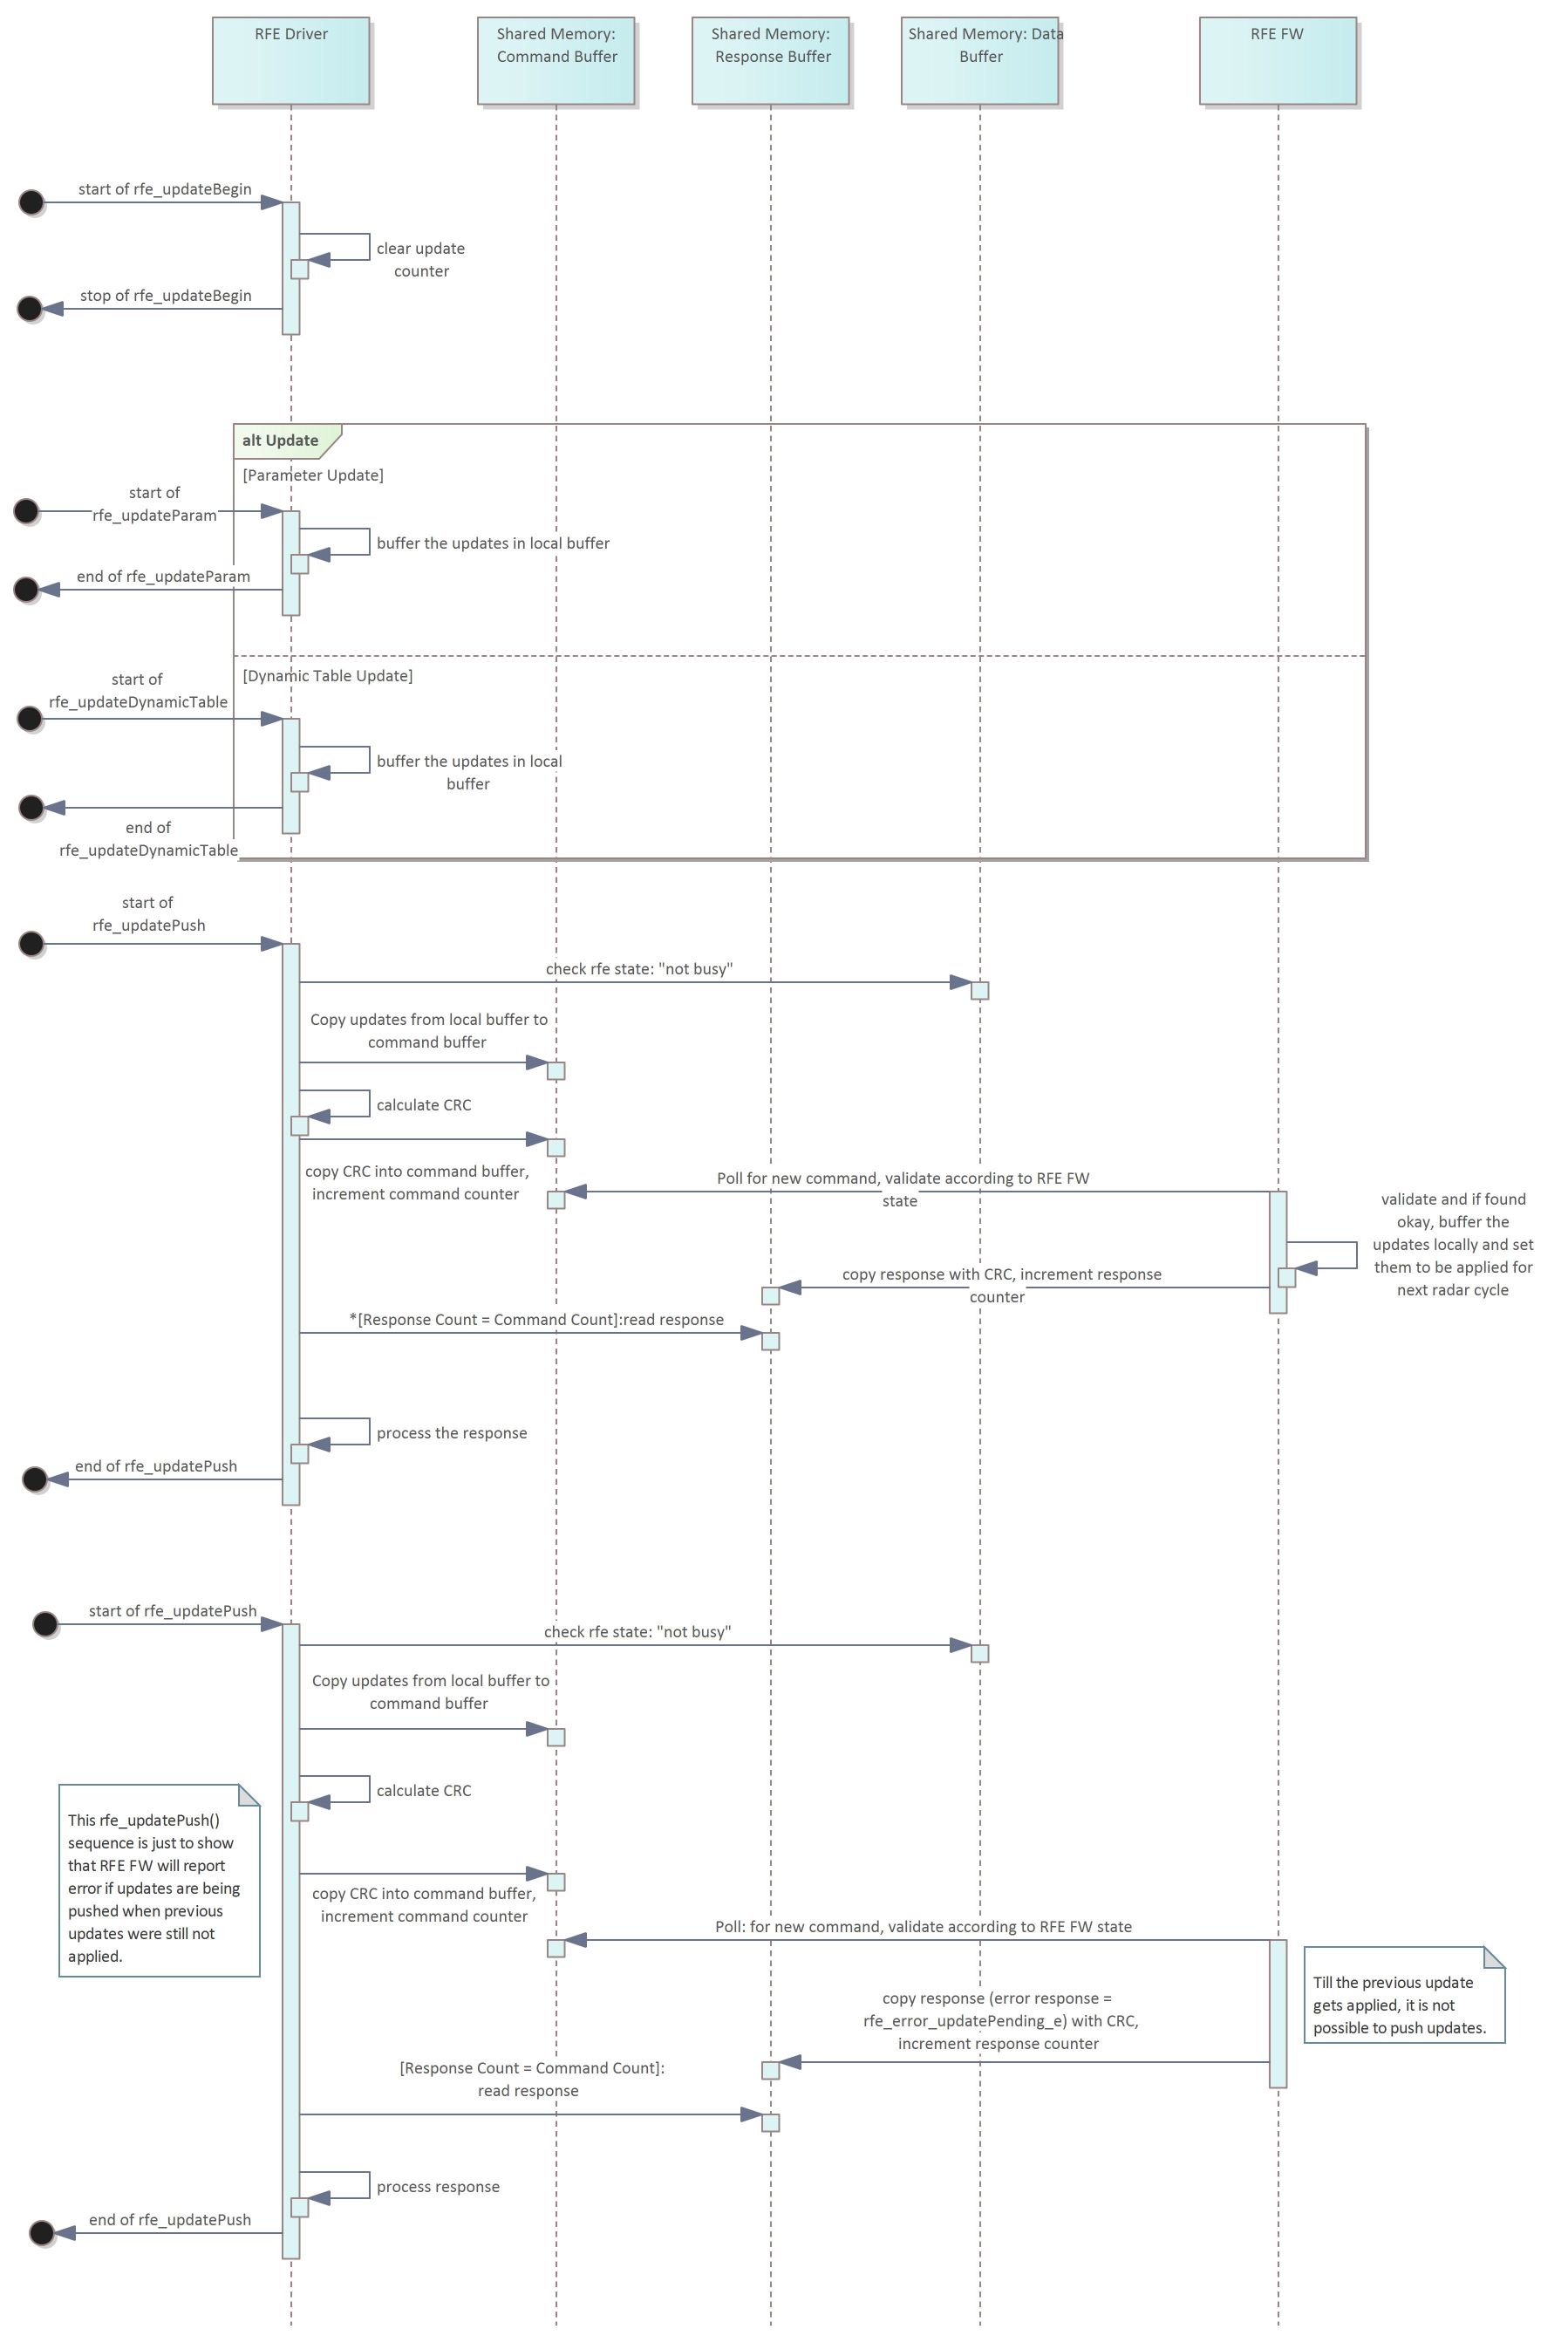 RFE Driver
Shared Memory:
Command Buffer
Shared Memory:
Response Buffer
Shared Memory: Data
Buffer
RFE FW
start of rfe_updateBegin
clear update
counter
stop of rfe_updateBegin
alt Update
[Parameter Update]
start of
rfe_updateParam
buffer the updates in local buffer
end of rfe_updateParam
[Dynamic Table Update]
start of
rfe_updateDynamicTable
buffer the updates in local
buffer
end of
rfe_updateDynamicTable
start of
rfe_updatePush
check rfe state: "not busy"
Copy updates from local buffer to
command buffer
calculate CRC
copy CRC into command buffer,
increment command counter
Poll for new command, validate according to RFE FW
state
validate and if found
okay, buffer the
updates locally and set
them to be applied for
next radar cycle
copy response with CRC, increment response
counter
*[Response Count = Command Count]:read response
process the response
end of rfe_updatePush
start of rfe_updatePush
check rfe state: "not busy"
Copy updates from local buffer to
command buffer
calculate CRC
This rfe_updatePush()
sequence is just to show
that RFE FW will report
error if updates are being
pushed when previous
updates were still not
applied.
copy CRC into command buffer,
increment command counter
Poll: for new command, validate according to RFE FW state
Till the previous update
gets applied, it is not
possible to push updates.
copy response (error response =
rfe_error_updatePending_e) with CRC,
increment response counter
[Response Count = Command Count]:
read response
process response
end of rfe_updatePush